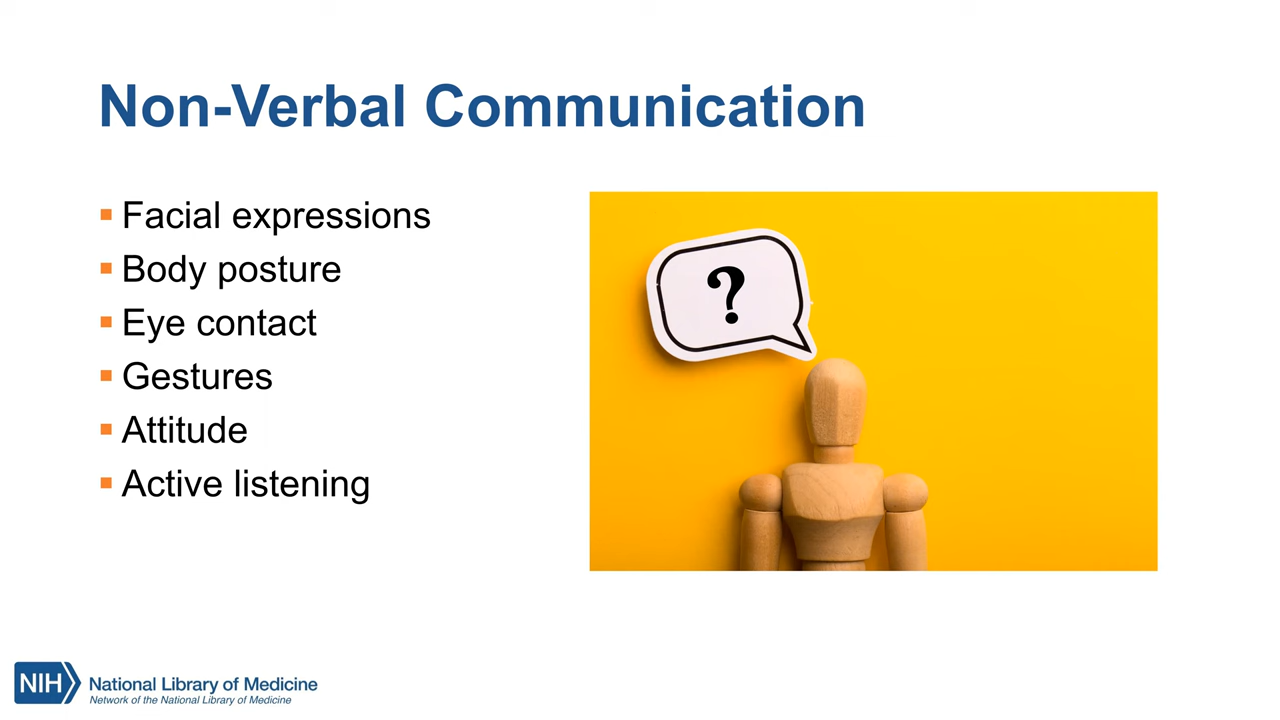 Non-Verbal Communication
Facial expressions
Body posture
Eye contact
Gestures
Attitude
Active listening
?
NIH
National Library of Medicine
Network of the National Library of Medicine